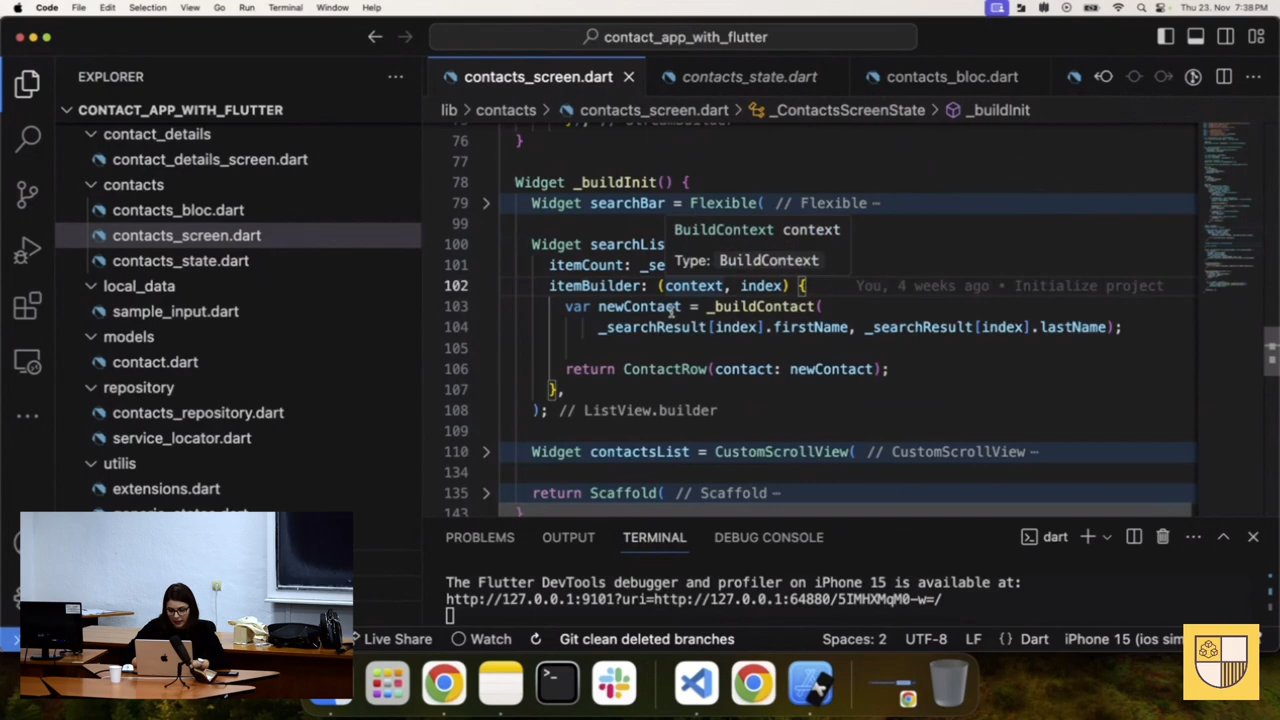 Code File Edit Selection View Go Run Terminal Window Help
Thu 23. Nov 7:38 PM
contact_app_with_flutter
EXPLORER
contacts_screen.dart
contacts_state.dart
contacts_bloc.dart
CONTACT_APP_WITH_FLUTTER
lib > contacts > contacts_screen.dart > _ContactsScreenState > _buildInit
contact_details
contact_details_screen.dart
contacts
contacts_bloc.dart
contacts_screen.dart
contacts_state.dart
local_data
sample_input.dart
models
contact.dart
repository
contacts_repository.dart
service_locator.dart
utilis
extensions.dart
76 }
77
78 Widget _buildInit() {
79 Widget searchBar = Flexible( // Flexible
99
BuildContext context
100 Widget searchLis
Type: BuildContext
101 itemCount: _se
102 itemBuilder: (context, index) {
You, 4 weeks ago • Initialize project
103 var newContact = _buildContact(
104 _searchResult[index].firstName, _searchResult[index].lastName);
105
106 return ContactRow(contact: newContact);
107 },
108 ); // ListView.builder
109
110 Widget contactsList = CustomScrollView( // CustomScrollView
134
135 return Scaffold( // Scaffold
143 }
PROBLEMS OUTPUT TERMINAL DEBUG CONSOLE
dart
The Flutter DevTools debugger and profiler on iPhone 15 is available at:
http://127.0.0.1:9101?uri=http://127.0.0.1:64880/5IMHXMqM0-w=/
Live Share Watch Git clean deleted branches Spaces: 2 UTF-8 LF {} Dart iPhone 15 (ios sim